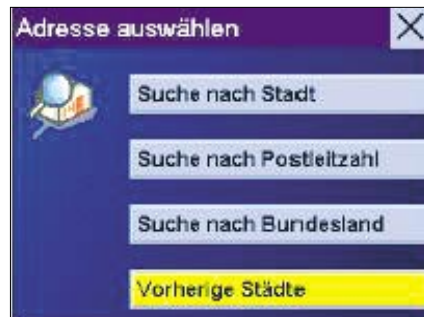 Adresse auswählen
Suche nach Stadt
Suche nach Postleitzahl
Suche nach Bundesland
Vorherige Städte